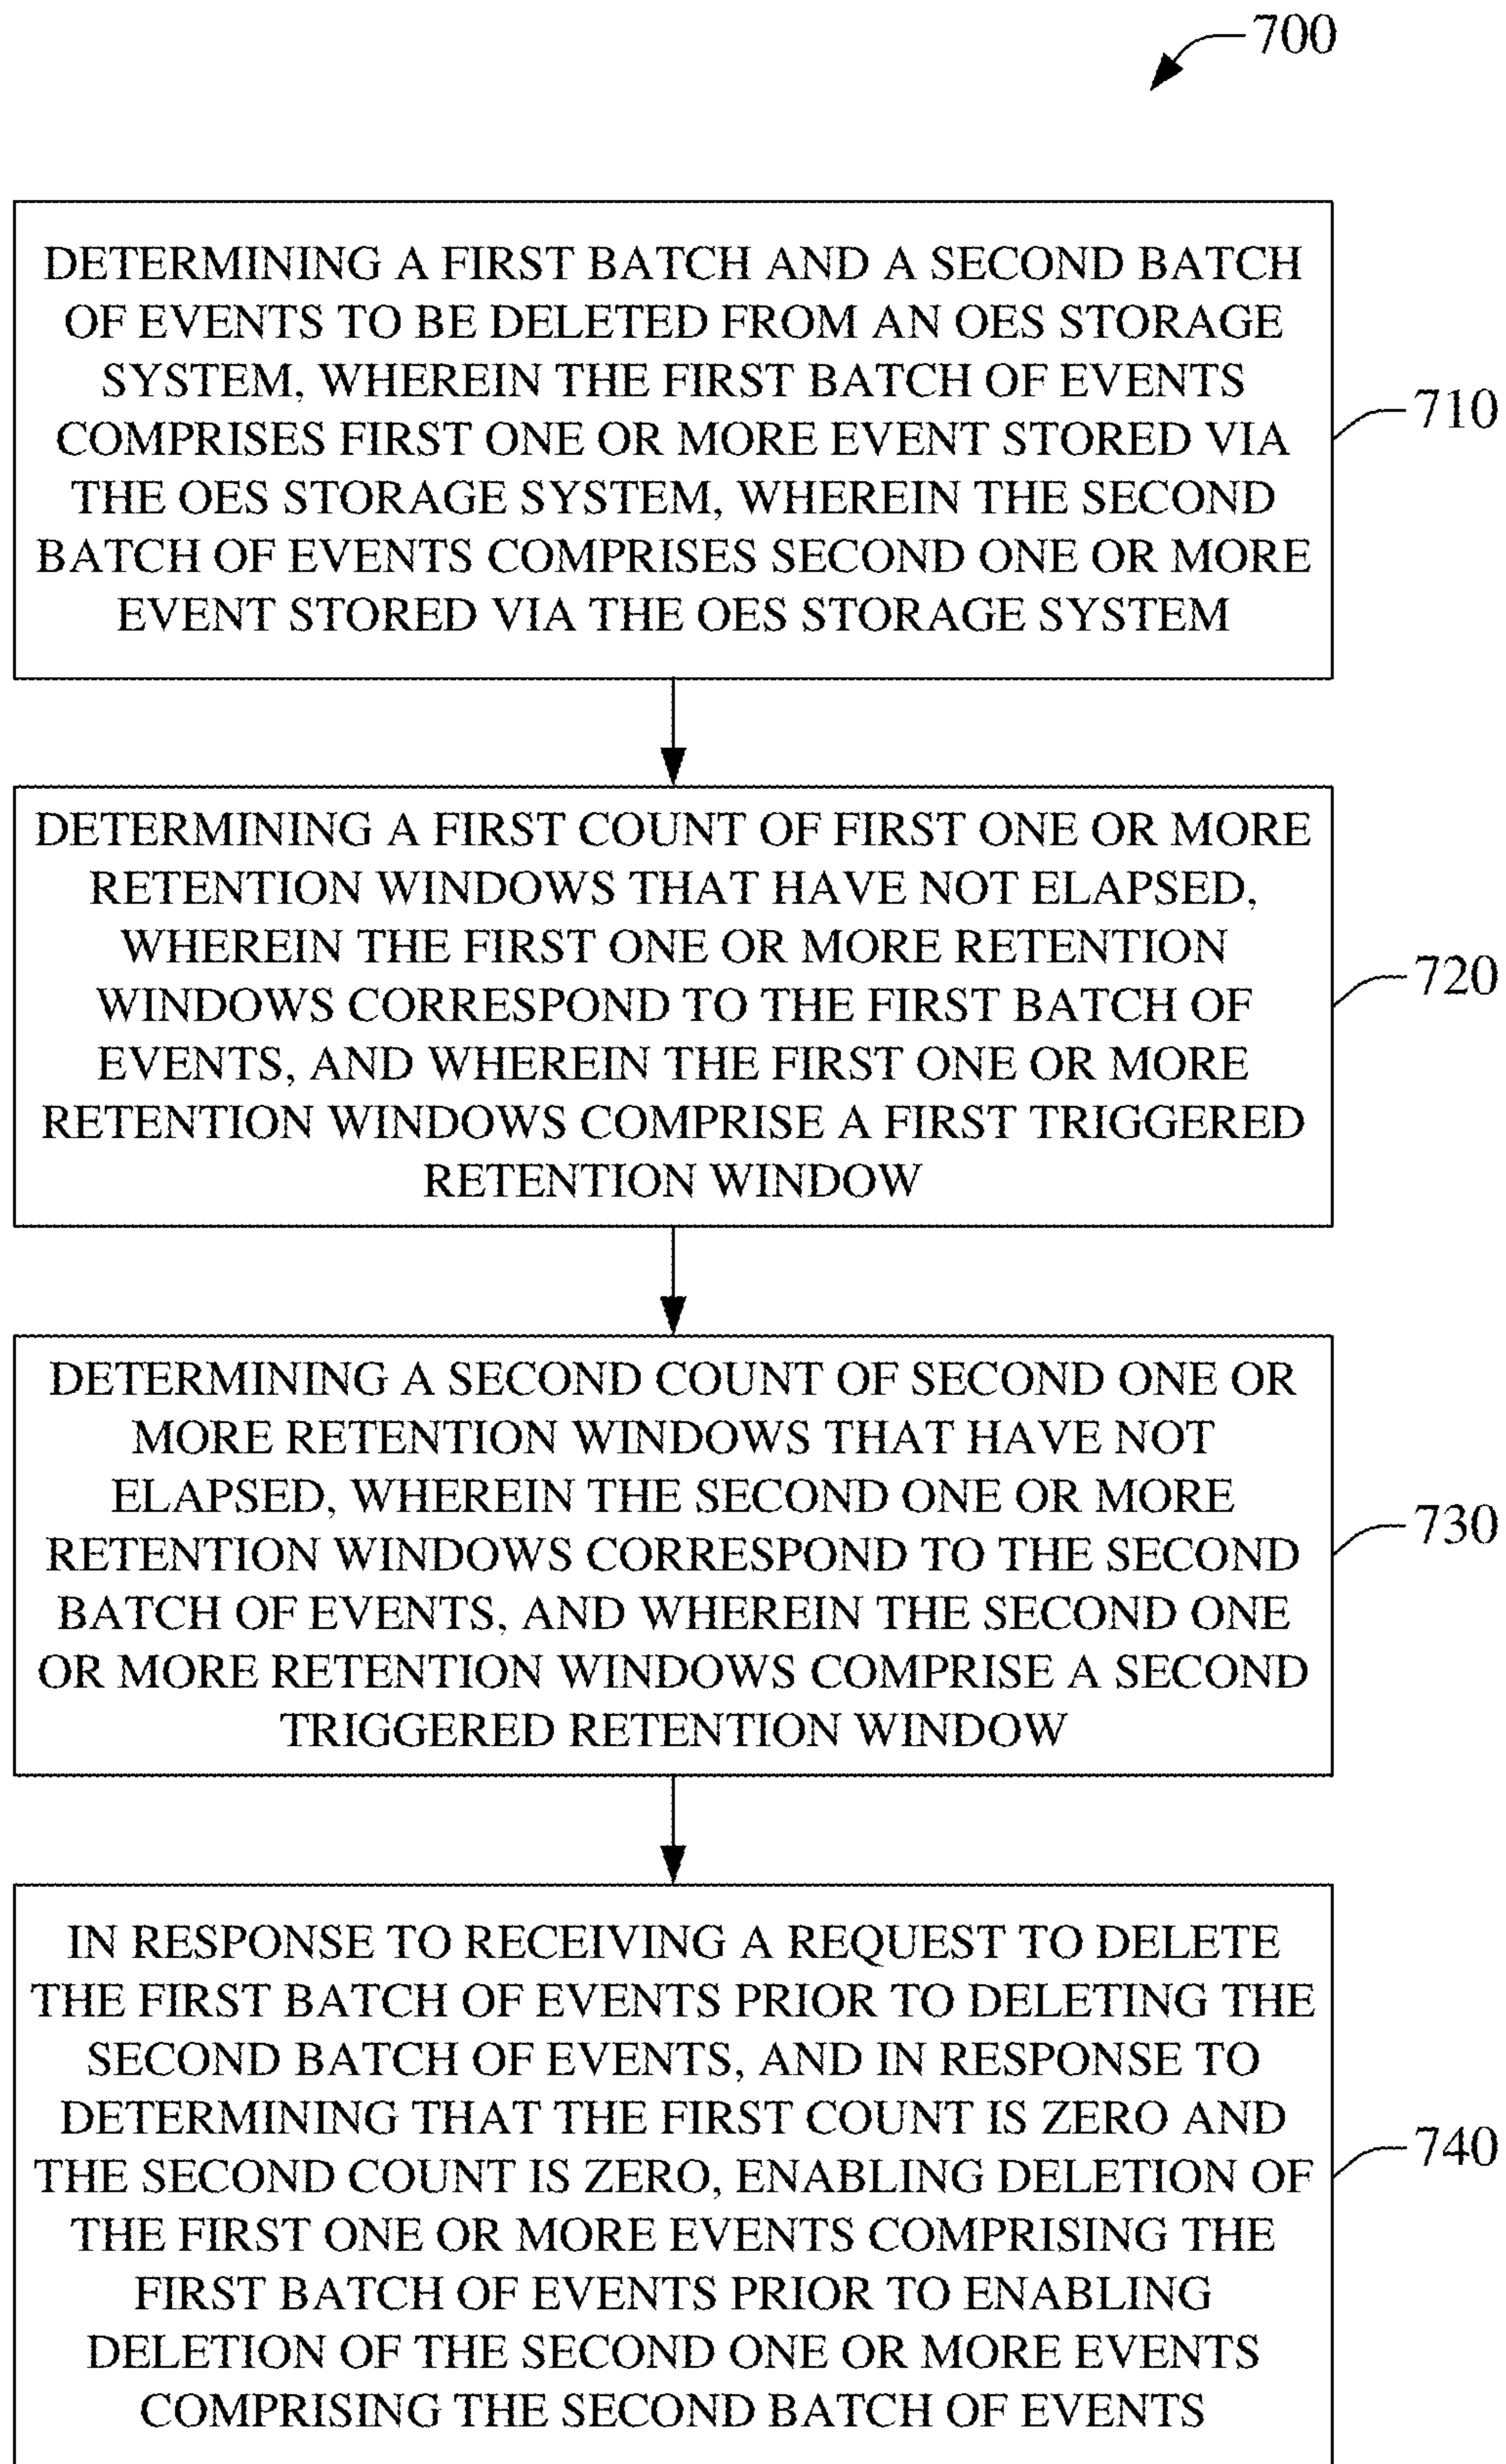 700
DETERMINING A FIRST BATCH AND A SECOND BATCH
OF EVENTS TO BE DELETED FROM AN OES STORAGE
SYSTEM, WHEREIN THE FIRST BATCH OF EVENTS
COMPRISES FIRST ONE OR MORE EVENT STORED VIA
THE OES STORAGE SYSTEM, WHEREIN THE SECOND
BATCH OF EVENTS COMPRISES SECOND ONE OR MORE
EVENT STORED VIA THE OES STORAGE SYSTEM
710
DETERMINING A FIRST COUNT OF FIRST ONE OR MORE
RETENTION WINDOWS THAT HAVE NOT ELAPSED,
WHEREIN THE FIRST ONE OR MORE RETENTION
WINDOWS CORRESPOND TO THE FIRST BATCH OF
EVENTS, AND WHEREIN THE FIRST ONE OR MORE
RETENTION WINDOWS COMPRISE A FIRST TRIGGERED
RETENTION WINDOW
720
DETERMINING A SECOND COUNT OF SECOND ONE OR
MORE RETENTION WINDOWS THAT HAVE NOT
ELAPSED, WHEREIN THE SECOND ONE OR MORE
RETENTION WINDOWS CORRESPOND TO THE SECOND
BATCH OF EVENTS, AND WHEREIN THE SECOND ONE
OR MORE RETENTION WINDOWS COMPRISE A SECOND
TRIGGERED RETENTION WINDOW
730
IN RESPONSE TO RECEIVING A REQUEST TO DELETE
THE FIRST BATCH OF EVENTS PRIOR TO DELETING THE
SECOND BATCH OF EVENTS, AND IN RESPONSE TO
DETERMINING THAT THE FIRST COUNT IS ZERO AND
THE SECOND COUNT IS ZERO, ENABLING DELETION OF
THE FIRST ONE OR MORE EVENTS COMPRISING THE
FIRST BATCH OF EVENTS PRIOR TO ENABLING
DELETION OF THE SECOND ONE OR MORE EVENTS
COMPRISING THE SECOND BATCH OF EVENTS
740